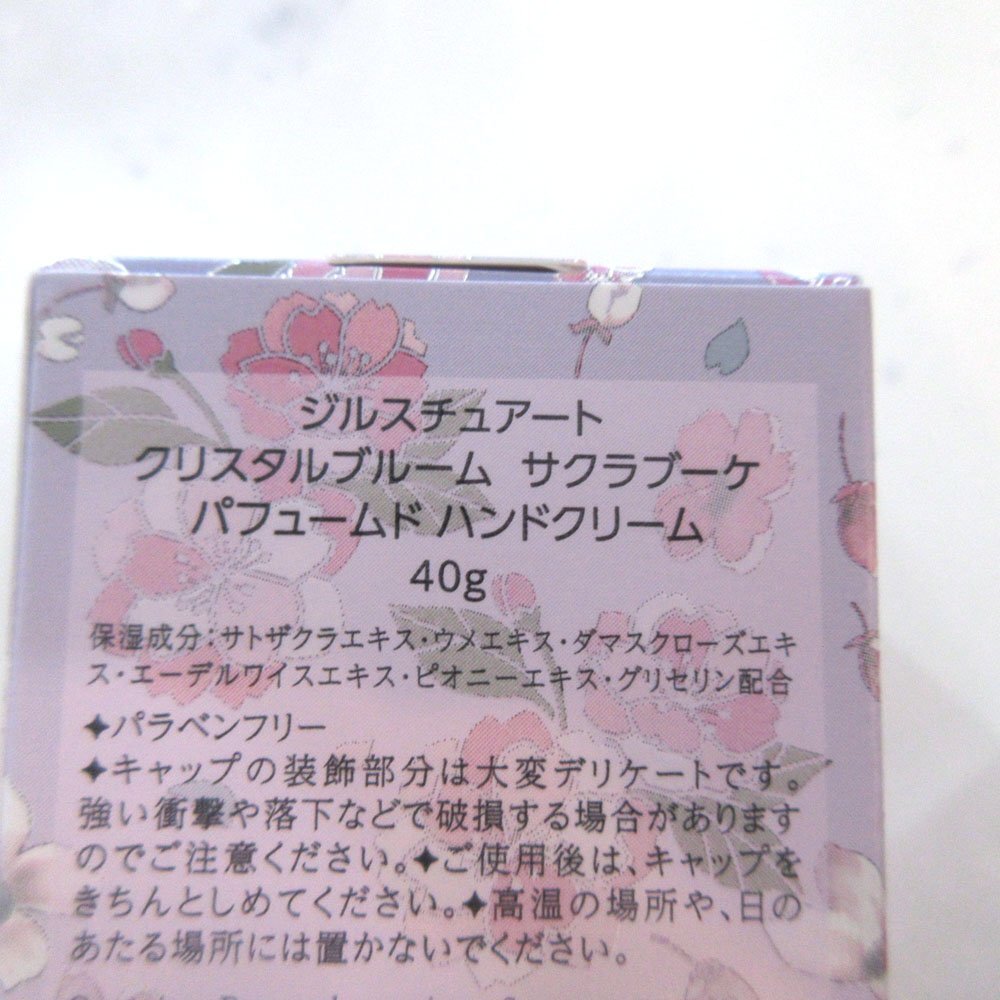 ジルスチュアート
クリスタルブルーム サクラブーケ
パフュームド ハンドクリーム
40g
保湿成分：サトザクラエキス・ウメエキス・ダマスクローズエキ
ス・エーデルワイスエキス・ピオニーエキス・グリセリン配合
✦パラベンフリー
✦キャップの装飾部分は大変デリケートです。
強い衝撃や落下などで破損する場合があります
のでご注意ください。✦ご使用後は、キャップを
きちんとしめてください。✦高温の場所や、日の
あたる場所には置かないでください。